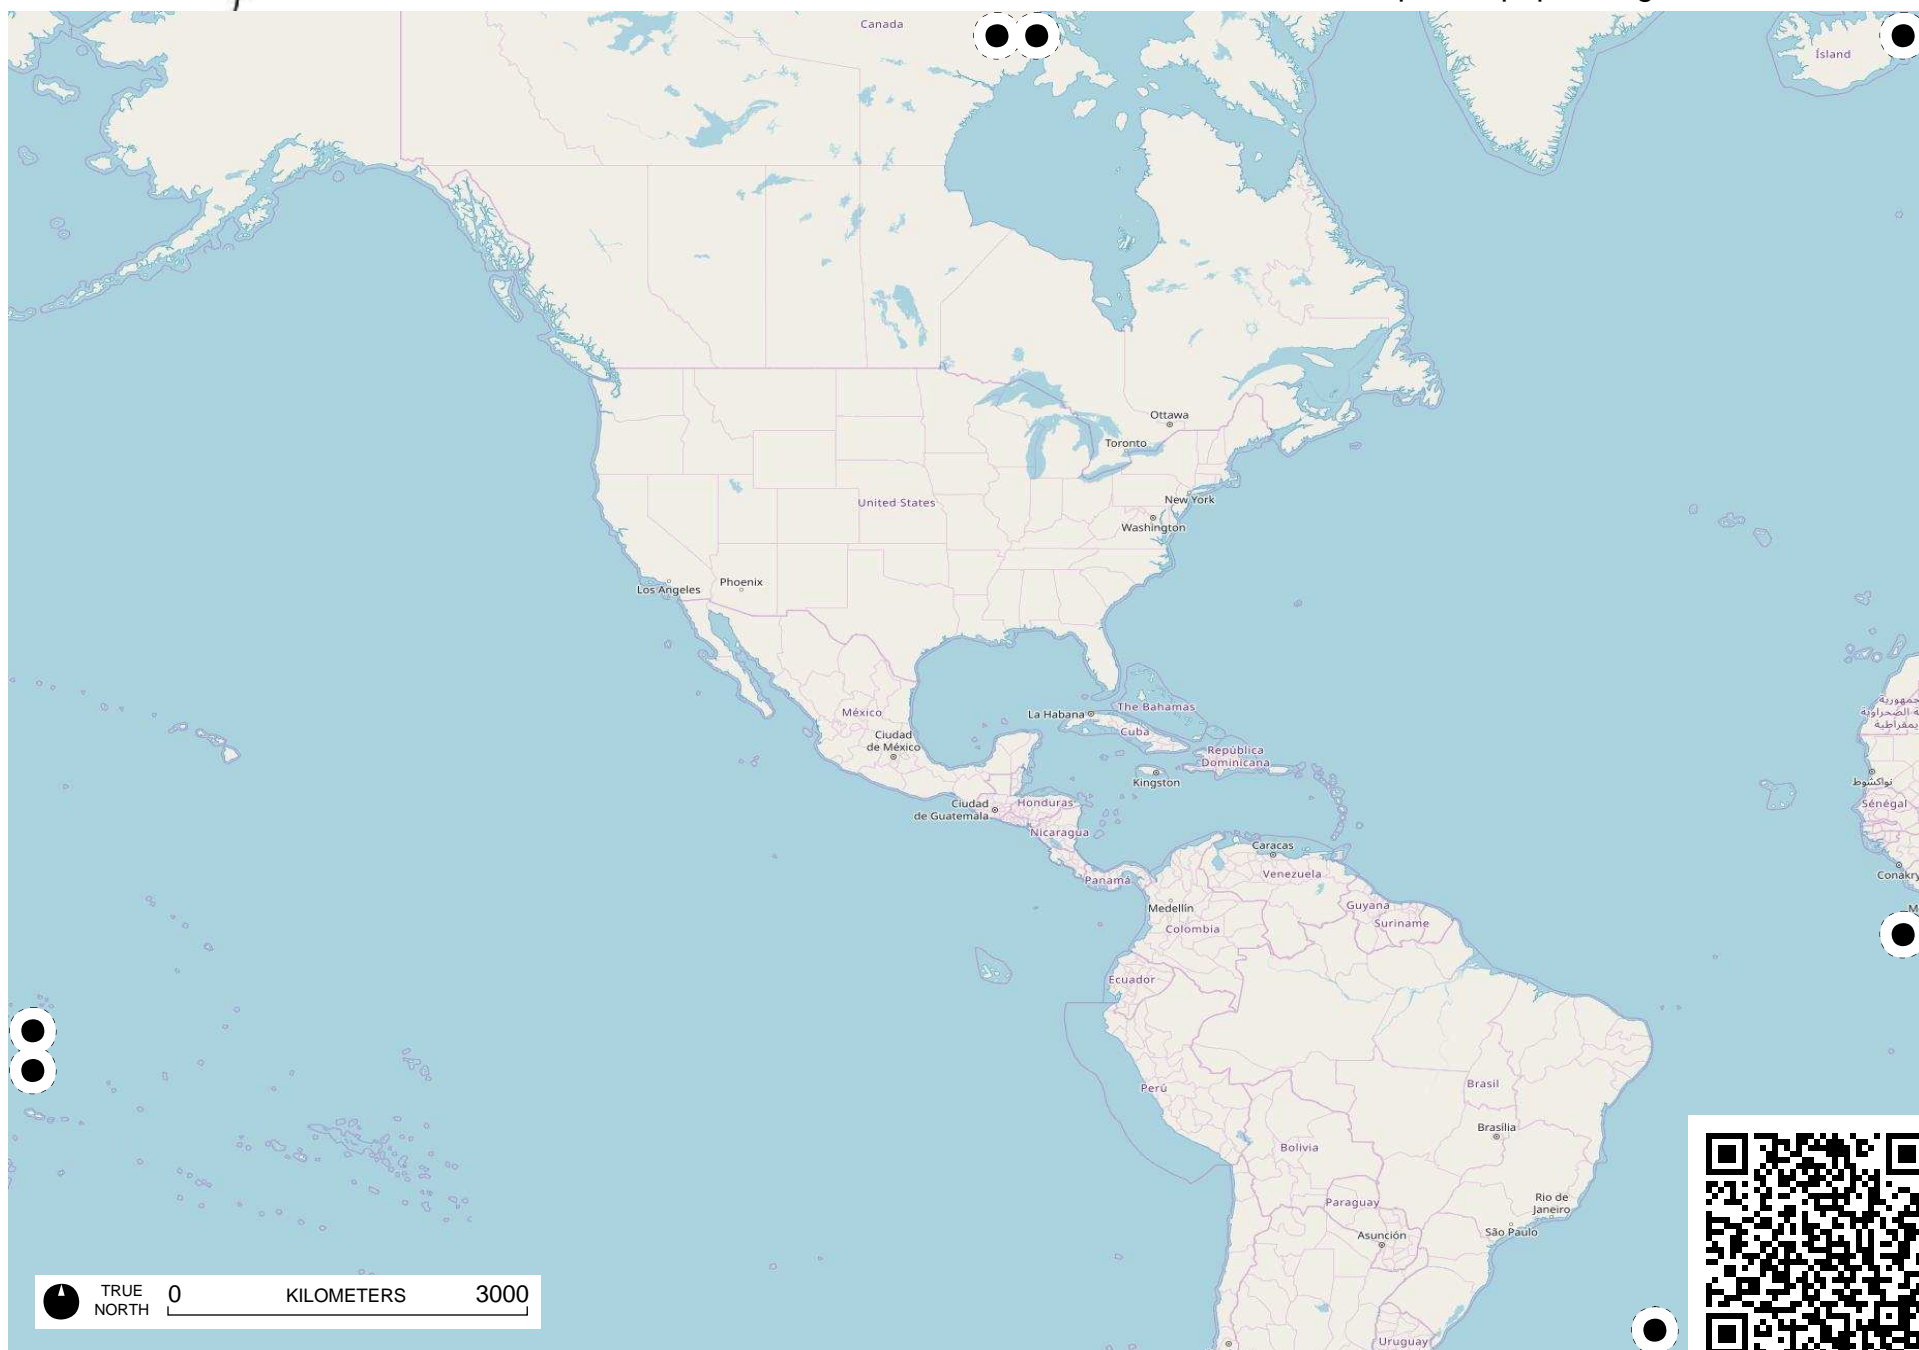 Canada
Ísland
Ottawa
Toronto
New York
United States
Washington
Phoenix
Los Angeles
La Habana
The Bahamas
México
Cuba
Ciudad
de México
República
Dominicana
Kingston
نواكشوط
Ciudad
de Guatemala
Honduras
Sénégal
Nicaragua
Caracas
Venezuela
Conakry
Panamá
Medellín
Guyana
Suriname
Colombia
Ecuador
Perú
Brasil
Brasília
Bolivia
Paraguay
Rio de
Janeiro
São Paulo
Asunción
TRUE
NORTH
0 KILOMETERS 3000
Uruguay